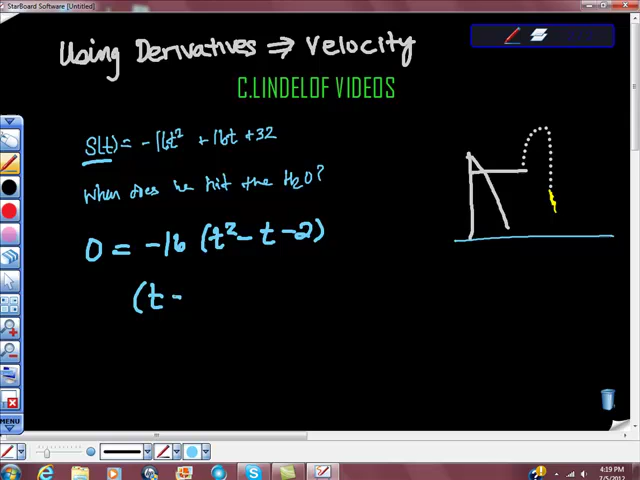 StarBoard Software [Untitled]
Using Derivatives ⇒ Velocity
C.LINDELOF VIDEOS
S(t) = -16t² + 16t + 32
When does he hit the H₂O?
0 = -16 (t² - t - 2)
(t -
MENU
4:19 PM
7/5/2012